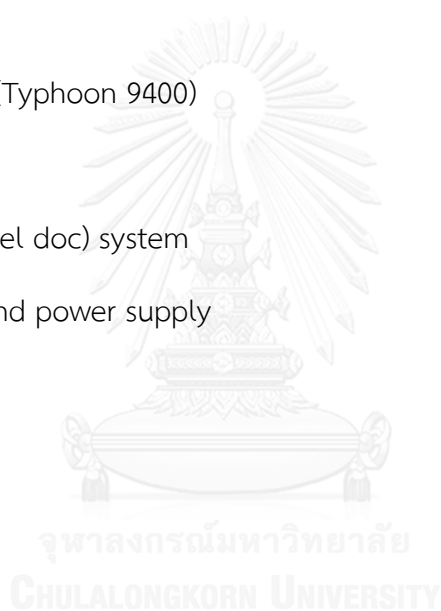 (Typhoon 9400)
el doc) system
nd power supply
จุฬาลงกรณ์มหาวิทยาลัย
CHULALONGKORN UNIVERSITY